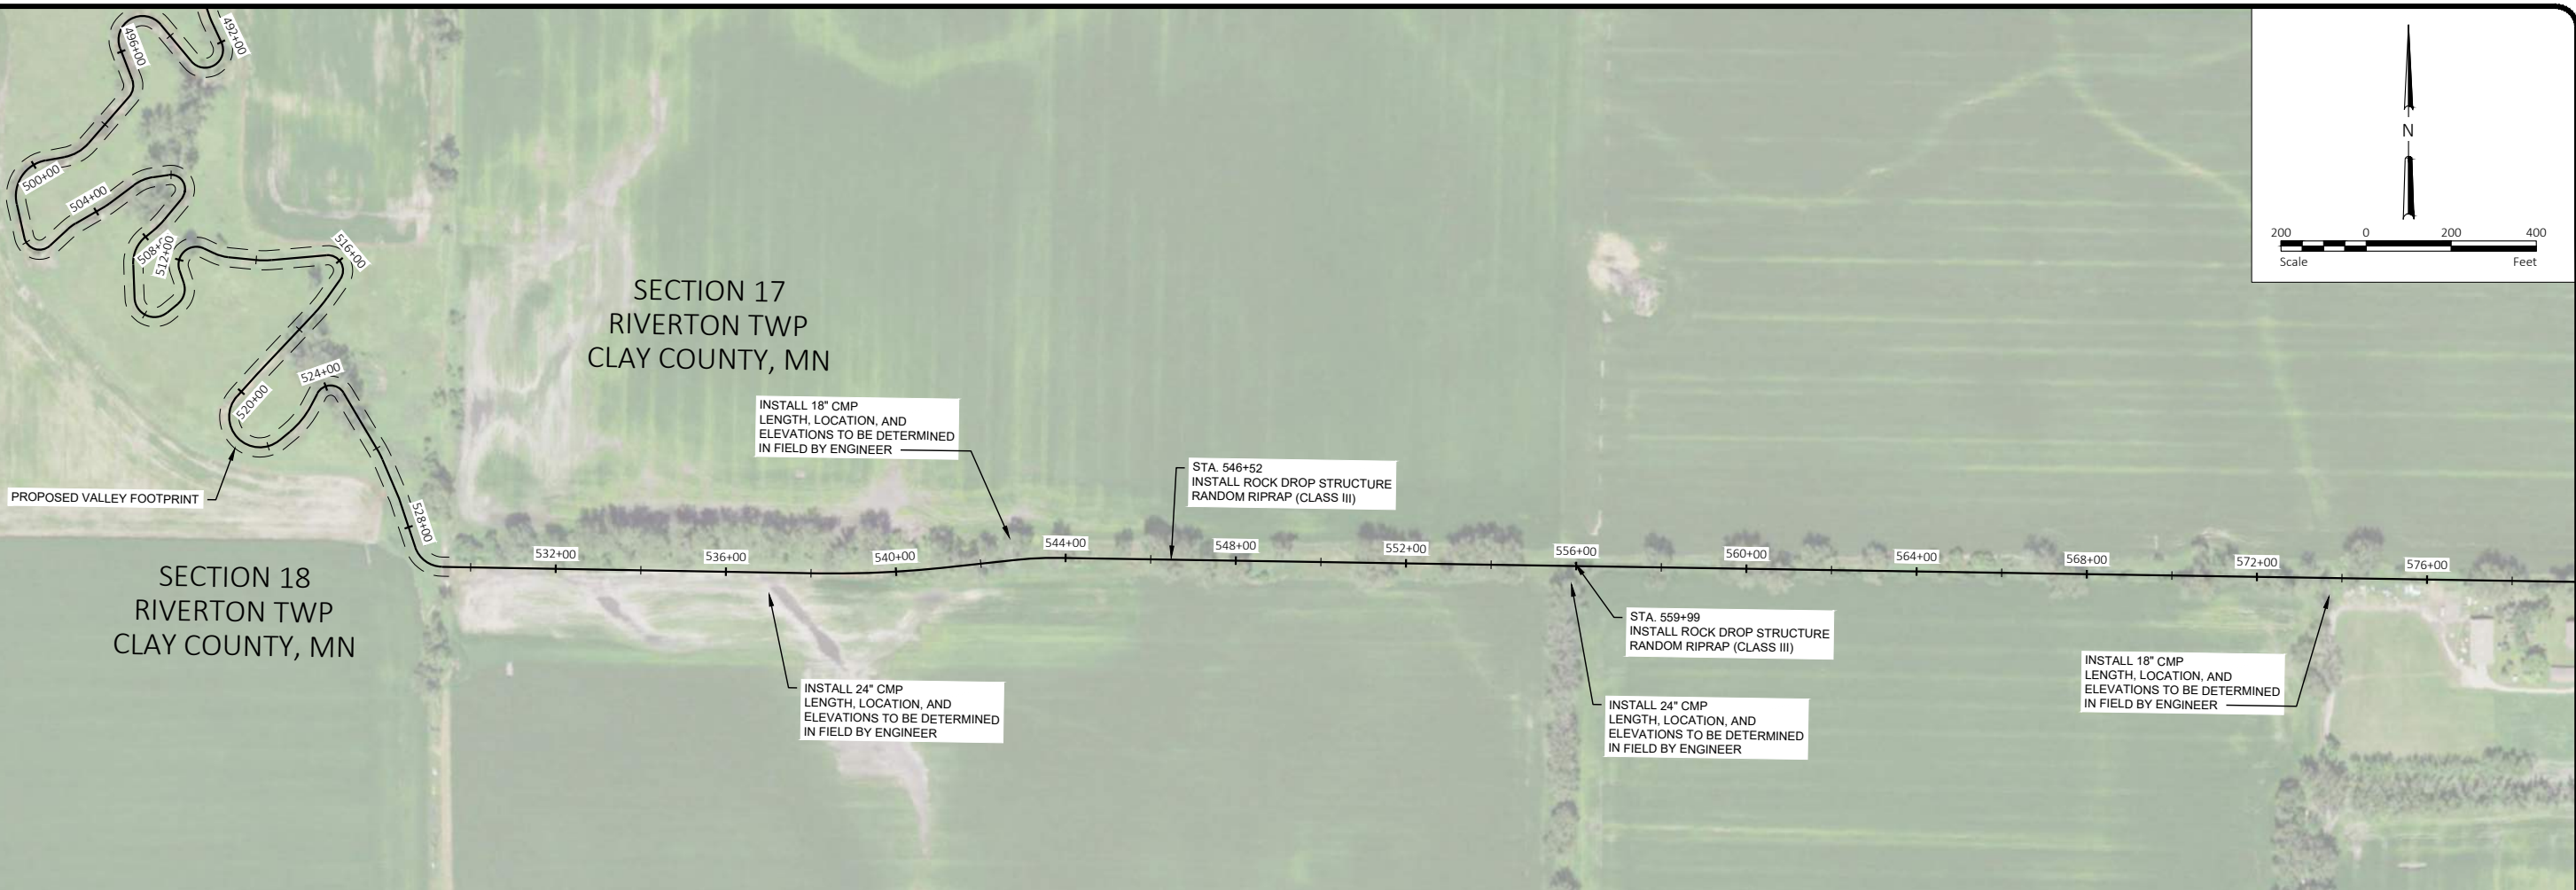 492+00
496+00
500+00
504+00
508+
512+00
516+00
520+00
524+00
528+00
N
200 0 200 400
Scale Feet
SECTION 17
RIVERTON TWP
CLAY COUNTY, MN
INSTALL 18" CMP
LENGTH, LOCATION, AND
ELEVATIONS TO BE DETERMINED
IN FIELD BY ENGINEER
STA. 546+52
INSTALL ROCK DROP STRUCTURE
RANDOM RIPRAP (CLASS III)
PROPOSED VALLEY FOOTPRINT
532+00
536+00
540+00
544+00
548+00
552+00
556+00
560+00
564+00
568+00
572+00
576+00
SECTION 18
RIVERTON TWP
CLAY COUNTY, MN
STA. 559+99
INSTALL ROCK DROP STRUCTURE
RANDOM RIPRAP (CLASS III)
INSTALL 24" CMP
LENGTH, LOCATION, AND
ELEVATIONS TO BE DETERMINED
IN FIELD BY ENGINEER
INSTALL 24" CMP
LENGTH, LOCATION, AND
ELEVATIONS TO BE DETERMINED
IN FIELD BY ENGINEER
INSTALL 18" CMP
LENGTH, LOCATION, AND
ELEVATIONS TO BE DETERMINED
IN FIELD BY ENGINEER